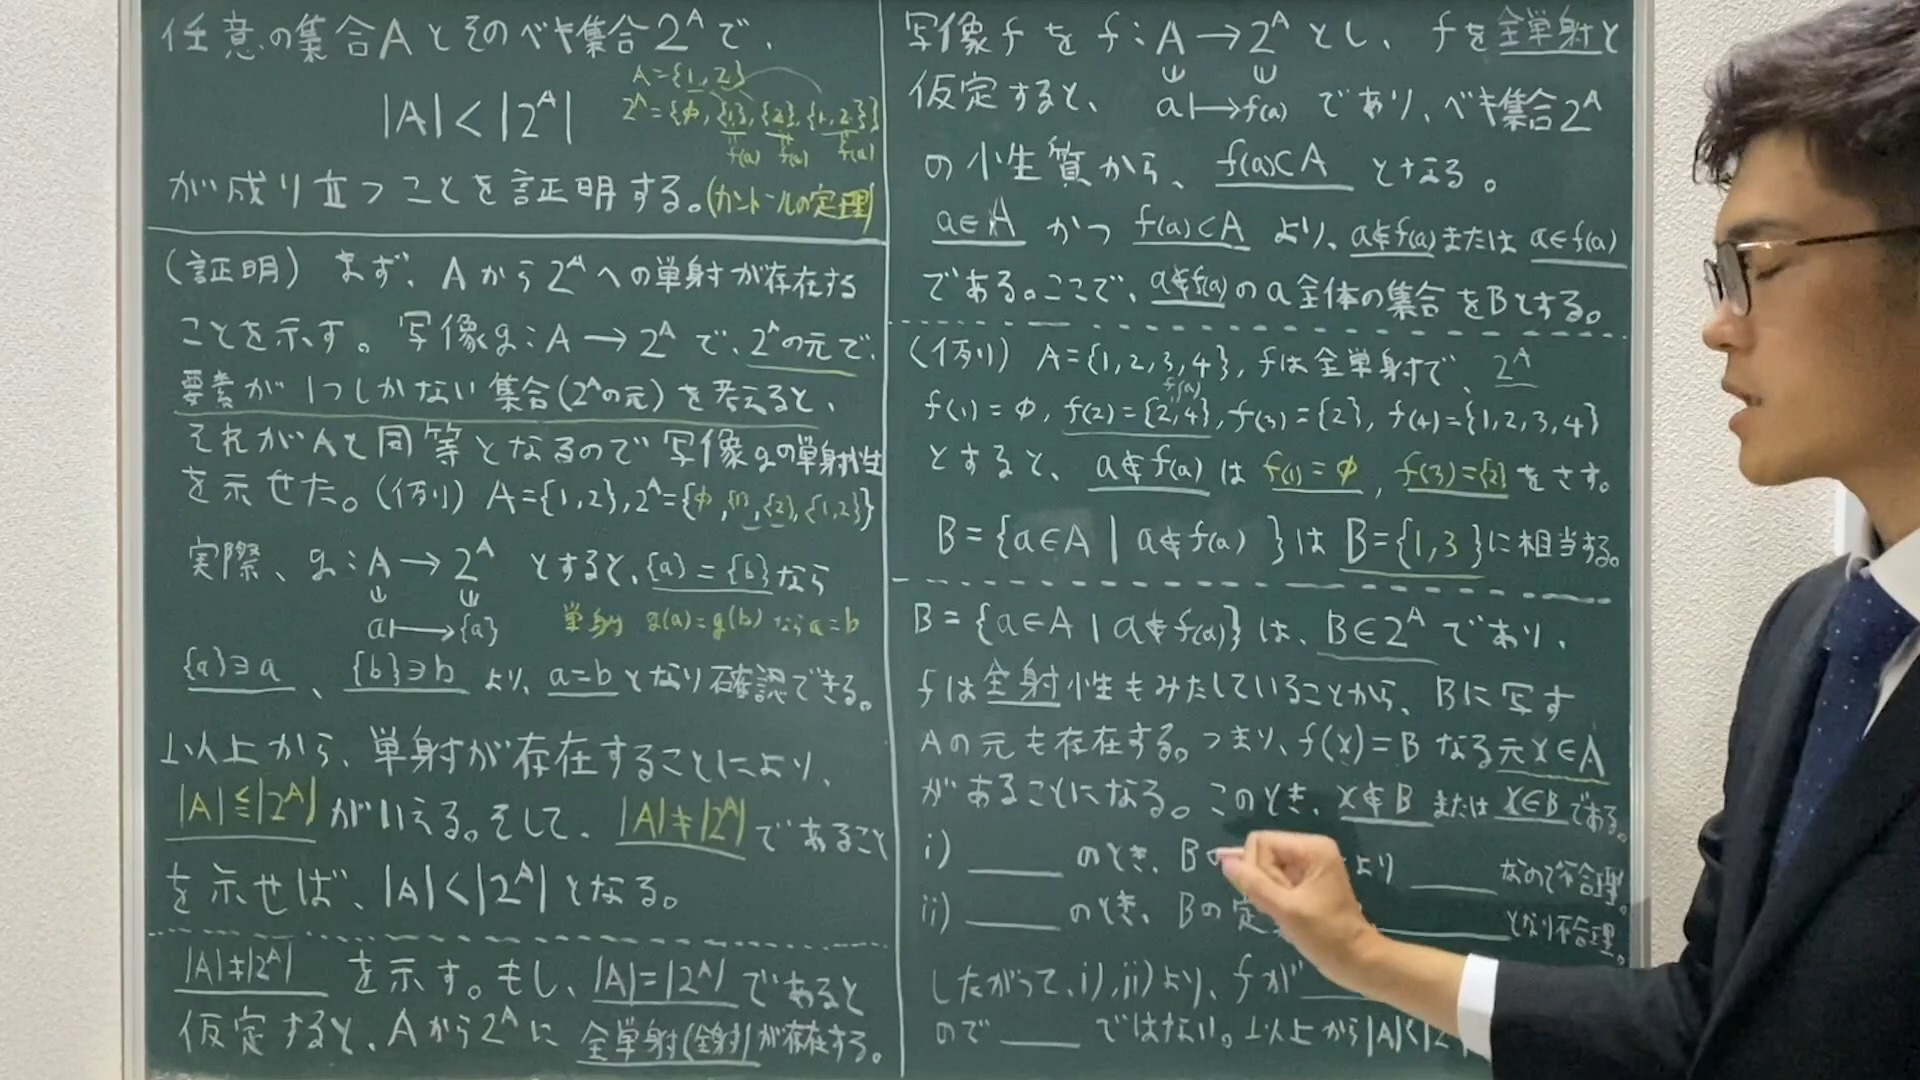 任意の集合Aとそのベキ集合2^Aで、
|A|<|2^A|
A={1,2}
2^A={φ,{1},{2},{1,2}}
f(a) f(a) f(a)
が成り立つことを証明する。(カントールの定理)
(証明) まず、Aから2^Aへの単射が存在する
ことを示す。写像g:A→2^Aで、2^Aの元で、
要素が1つしかない集合(2^Aの元)を考えると、
それがAと同等となるので写像gの単射性
を示せた。(例) A={1,2},2^A={φ,{1},{2},{1,2}}
実際、g:A→2^A とすると、{a}={b}なら
a↦{a}
単射 g(a)=g(b) ならa=b
{a}∋a、{b}∋b より、a=bとなり確認できる。
以上から、単射が存在することにより、
|A|≦|2^A|がいえる。そして、|A|≠|2^A|であること
を示せば、|A|<|2^A|となる。
|A|≠|2^A| を示す。もし、|A|=|2^A|であると
仮定すると、Aから2^Aに 全単射(全射)が存在する。
写像fをf:A→2^Aとし、fを全単射と
仮定すると、a↦f(a)であり、ベキ集合2^A
の性質から、f(a)⊂A となる。
a∈A かつ f(a)⊂A より、a∉f(a)または a∈f(a)
である。ここで、a∉f(a)のa全体の集合をBとする。
(例) A={1,2,3,4},fは全単射で、2^A
f(a)
f(1)=φ,f(2)={2,4},f(3)={2},f(4)={1,2,3,4}
とすると、a∉f(a)は f(1)=φ,f(3)={2}をさす。
B={a∈A|a∉f(a)}は B={1,3}に相当する。
B={a∈A|a∉f(a)}は、B∈2^Aであり、
fは全射性もみたしていることから、Bに写す
Aの元も存在する。つまり、f(x)=Bなる元x∈A
があることになる。このとき、x∉Bまたはx∈Bである。
i) ____ のとき、B より ____ なので不合理。
ii) ____ のとき、Bの定 ____ となり不合理。
したがって、i),ii)より、fが
ので ____ ではない。以上から|A|<|2